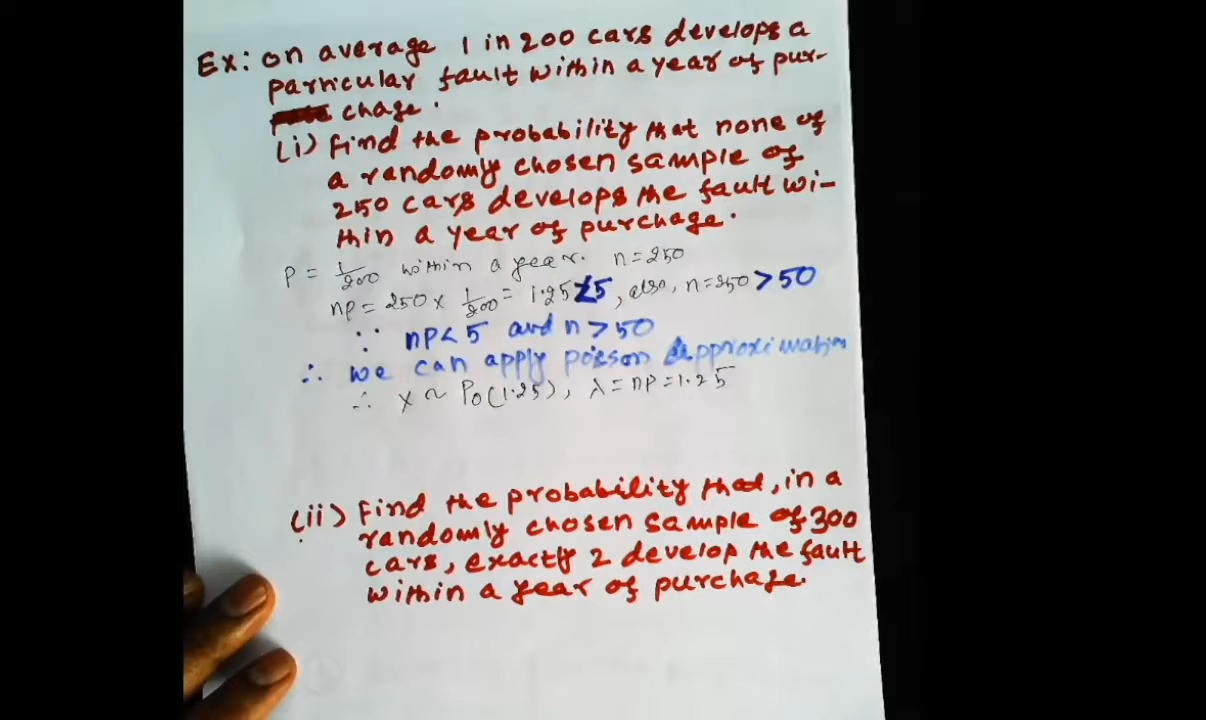 Ex: on average 1 in 200 cars develops a
particular fault within a year of pur-
chase.
(i) Find the probability that none of
a randomly chosen sample of
250 cars develops the fault wi-
thin a year of purchase.
P = 1/200 within a year. n = 250
np = 250 x 1/200 = 1.25 < 5, also, n = 250 > 50
∵ np < 5 and n > 50
∴ we can apply poisson approximation
∴ X ~ Po(1.25), λ = np = 1.25
(ii) Find the probability that, in a
randomly chosen sample of 300
cars, exactly 2 develop the fault
within a year of purchase.